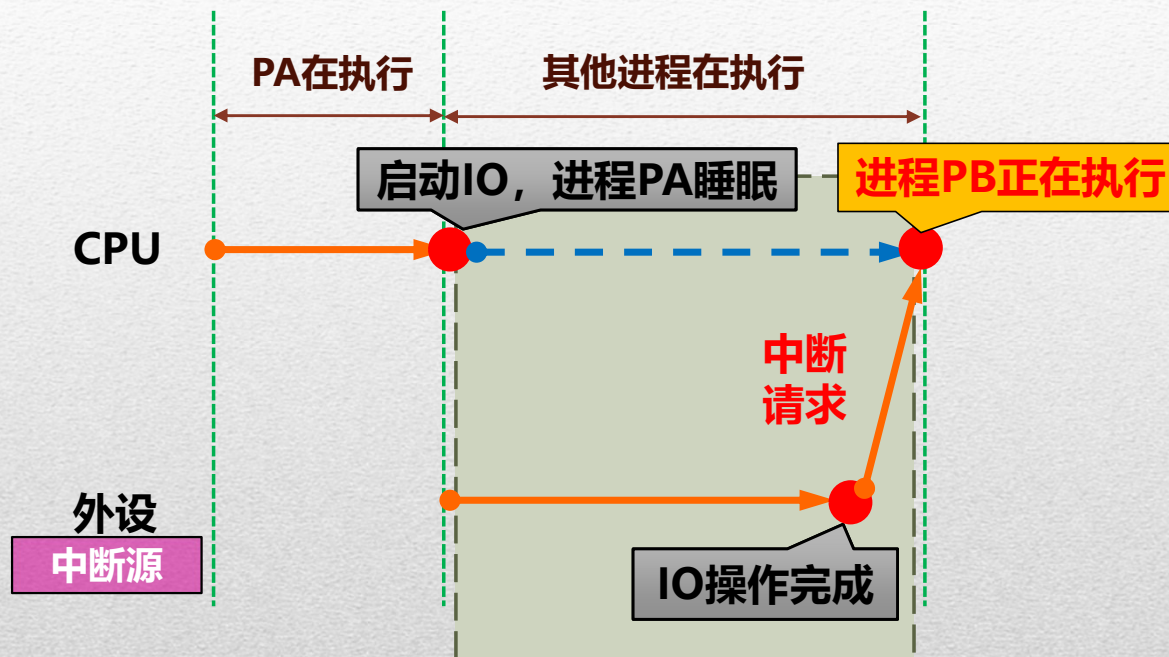 PA在执行
其他进程在执行
启动IO，进程PA睡眠
进程PB正在执行
CPU
中断
请求
外设
中断源
IO操作完成